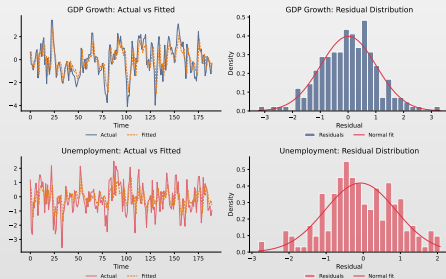 GDP Growth: Actual vs Fitted
2
0
−2
−4
0 25 50 75 100 125 150 175
Time
Actual Fitted
GDP Growth: Residual Distribution
Density
0.5
0.4
0.3
0.2
0.1
0.0
−3 −2 −1 0 1 2 3
Residual
Residuals Normal fit
Unemployment: Actual vs Fitted
2
1
0
−1
−2
−3
0 25 50 75 100 125 150 175
Time
Actual Fitted
Unemployment: Residual Distribution
Density
0.5
0.4
0.3
0.2
0.1
0.0
−3 −2 −1 0 1 2
Residual
Residuals Normal fit